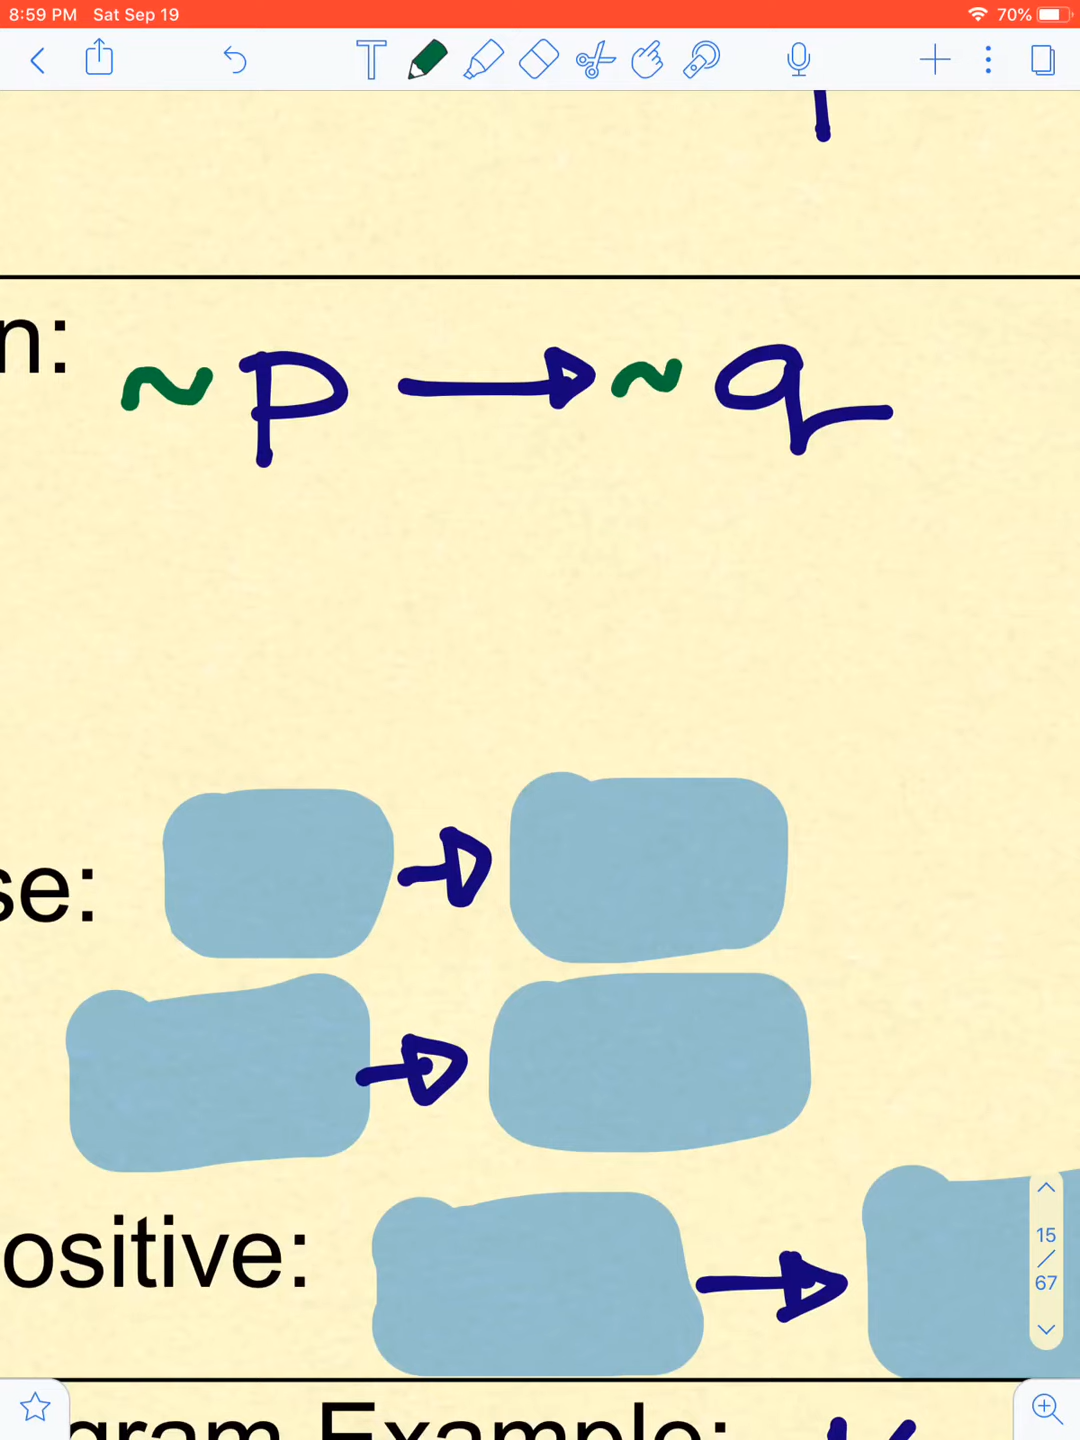 8:59 PM Sat Sep 19 70%
n: ~p → ~q
se:
ositive:
15
/
67
gram Example: